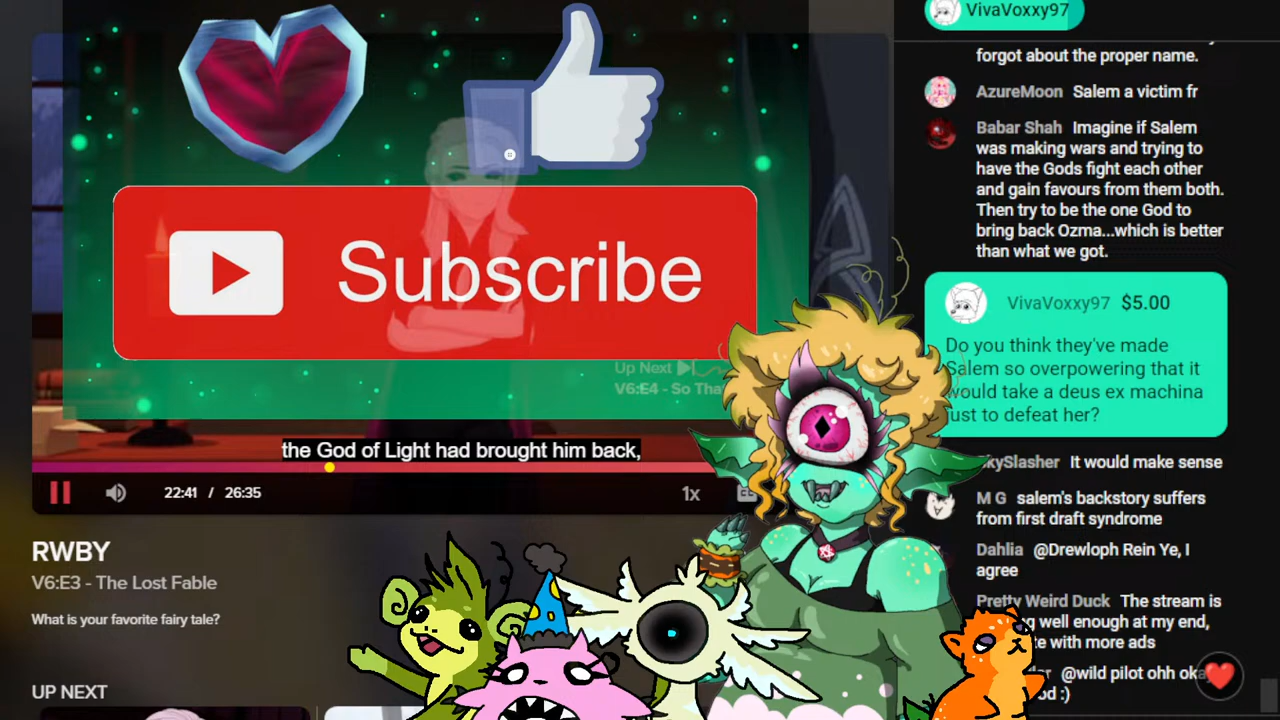 VivaVoxxy97
forgot about the proper name.
AzureMoon Salem a victim fr
Babar Shah Imagine if Salem
was making wars and trying to
have the Gods fight each other
and gain favours from them both.
Then try to be the one God to
bring back Ozma...which is better
than what we got.
VivaVoxxy97 $5.00
Do you think they've made
Salem so overpowering that it
would take a deus ex machina
just to defeat her?
It would make sense
M G salem's backstory suffers
from first draft syndrome
Dahlia @Drewloph Rein Ye, I
agree
Pretty Weird Duck The stream is
well enough at my end,
with more ads
@wild pilot ohh
:)
Subscribe
Up Next
V6:E4 - So
the God of Light had brought him back,
22:41 / 26:35
1x
RWBY
V6:E3 - The Lost Fable
What is your favorite fairy tale?
UP NEXT